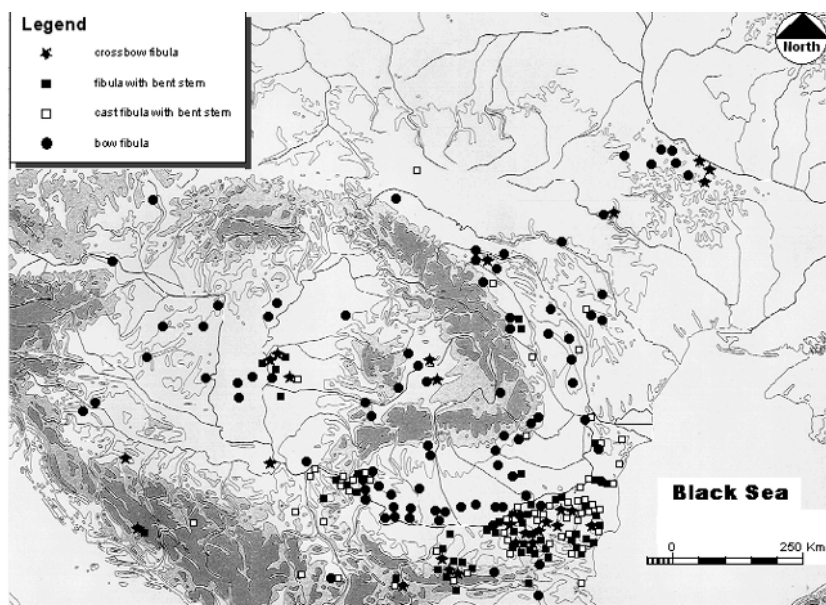 Legend
crossbow fibula
fibula with bent stem
cast fibula with bent stem
bow fibula
North
Black Sea
0 250 Km